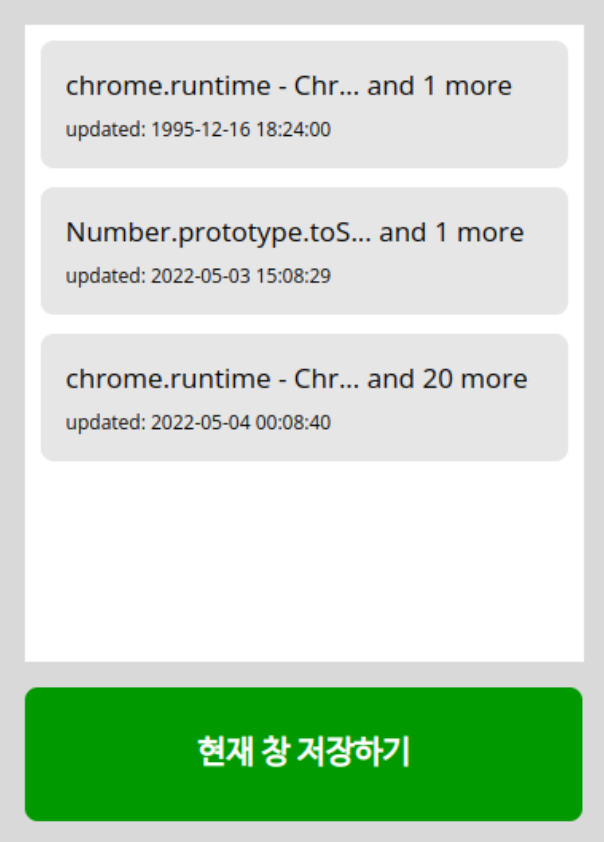 chrome.runtime - Chr... and 1 more
updated: 1995-12-16 18:24:00
Number.prototype.toS... and 1 more
updated: 2022-05-03 15:08:29
chrome.runtime - Chr... and 20 more
updated: 2022-05-04 00:08:40
현재 창 저장하기